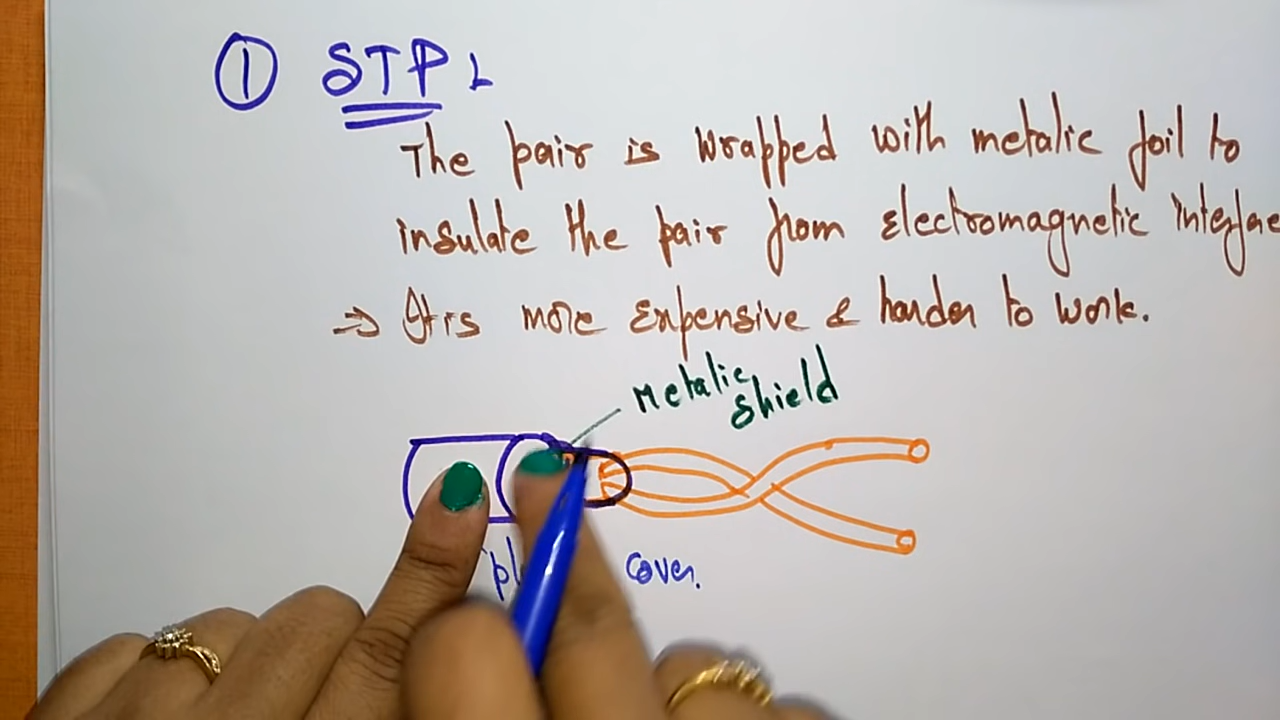 ① STP
The pair is wrapped with metalic foil to
insulate the pair from electromagnetic
⇒ It is more expensive & harder to work.
metalic
shield
cover.